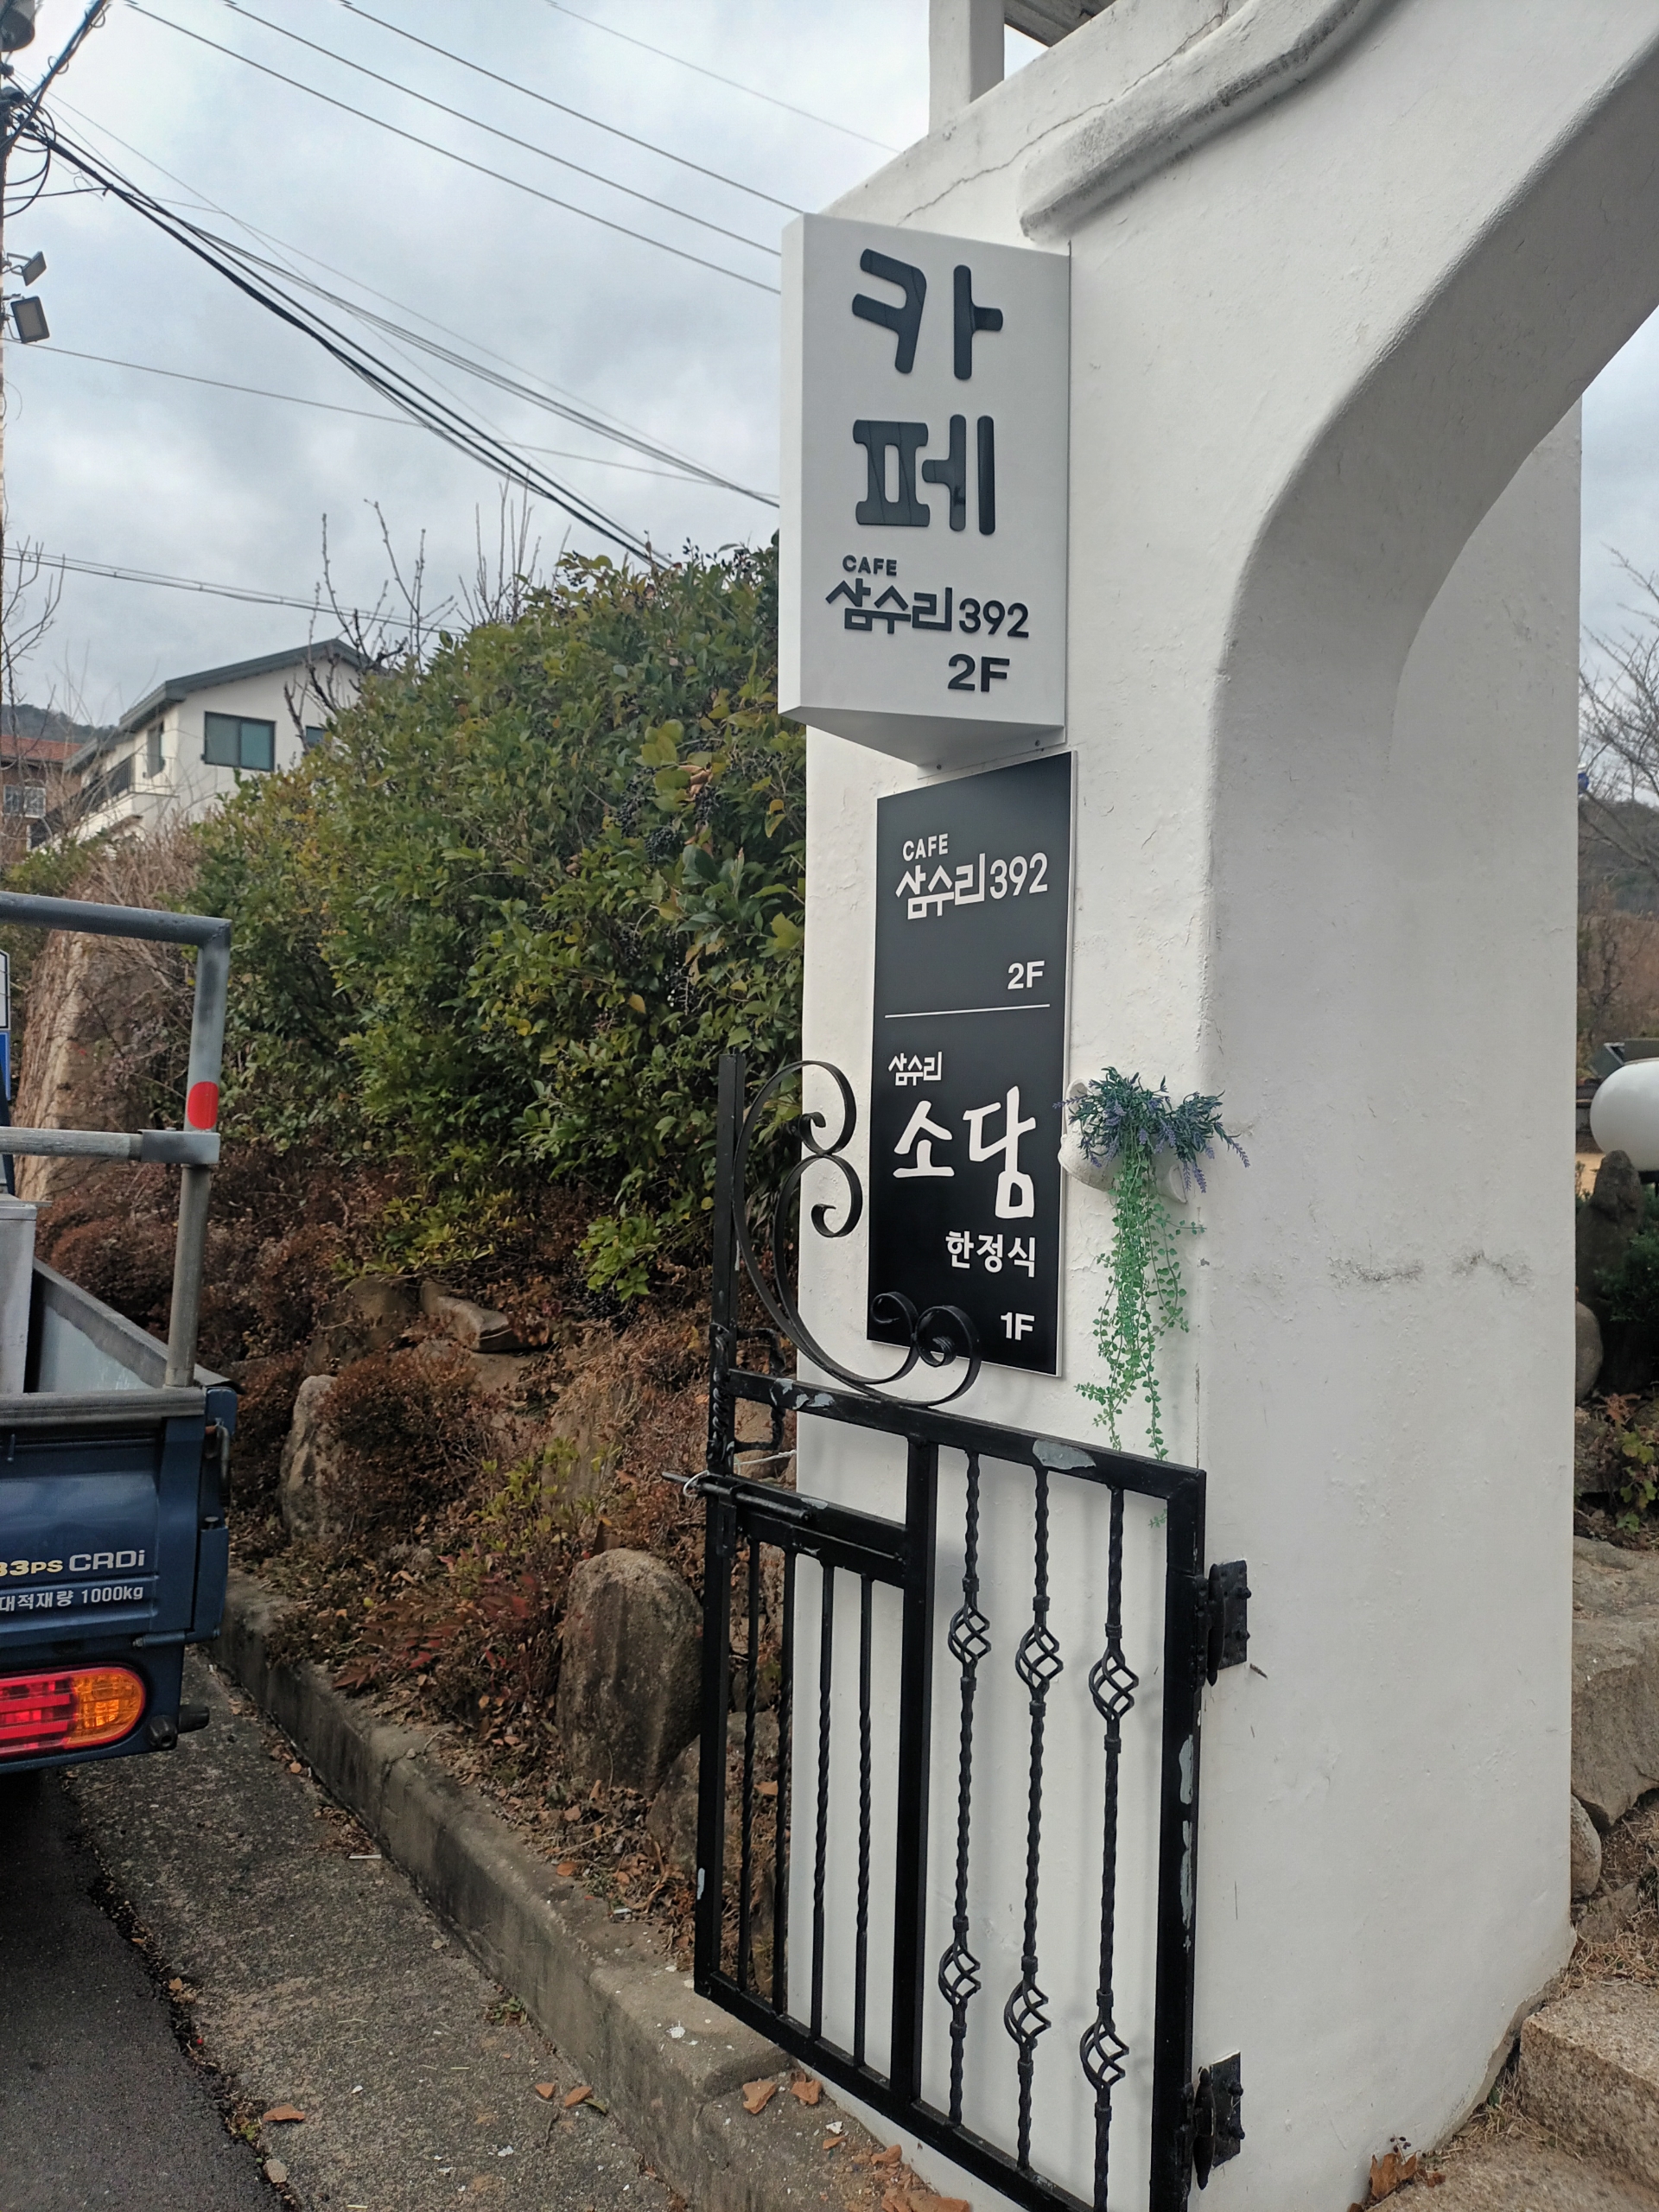 카
페
CAFE
삼수리392
2F
CAFE
삼수리392
2F
삼수리
소담
한정식
1F
33PS CRDi
대적재량 1000kg